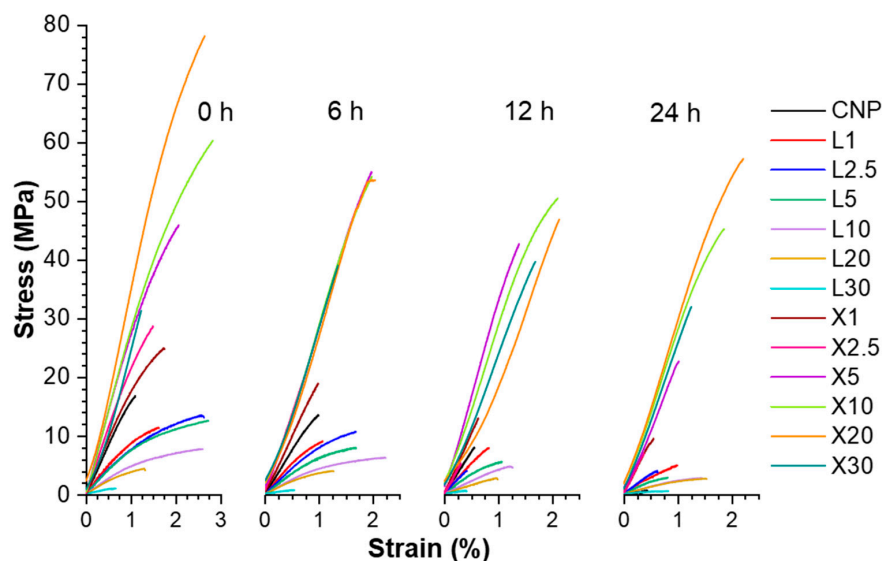 80
70
60
50
40
30
20
10
0
Stress (MPa)
0 h
6 h
12 h
24 h
0 1 2 3
0 1 2
0 1 2
0 1 2
Strain (%)
CNP
L1
L2.5
L5
L10
L20
L30
X1
X2.5
X5
X10
X20
X30